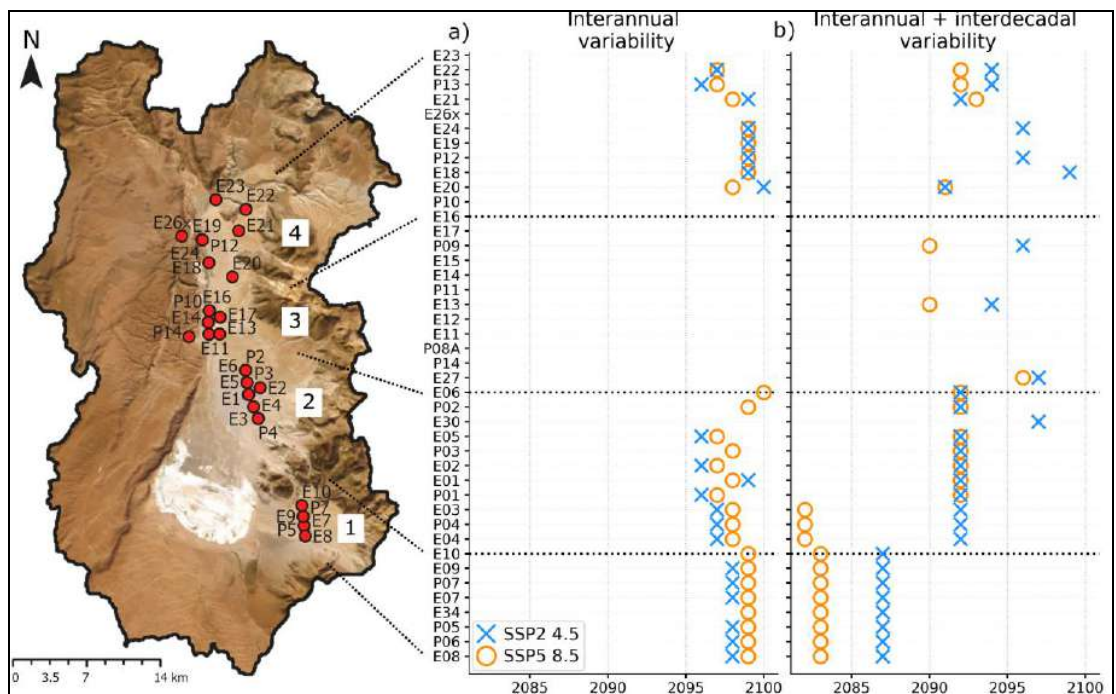 N
E23
E22
E26x
E19
P12
E21
4
E24
E18
E20
P10
E16
E17
E14
E13
P14
E11
3
P2
E6
P3
E5
E2
E1
E4
2
E3
P4
E10
P7
E9
E7
P5
E8
1
0 3.5 7 14 km
a) Interannual
variability
b) Interannual + interdecadal
variability
E23
E22
P13
E21
E26x
E24
E19
P12
E18
E20
P10
E16
E17
P09
E15
E14
P11
E13
E12
E11
P08A
P14
E27
E06
P02
E30
E05
P03
E02
E01
P01
E03
P04
E04
E10
E09
P07
E07
E34
P05
P06
E08
SSP2 4.5
SSP5 8.5
2085 2090 2095 2100
2085 2090 2095 2100